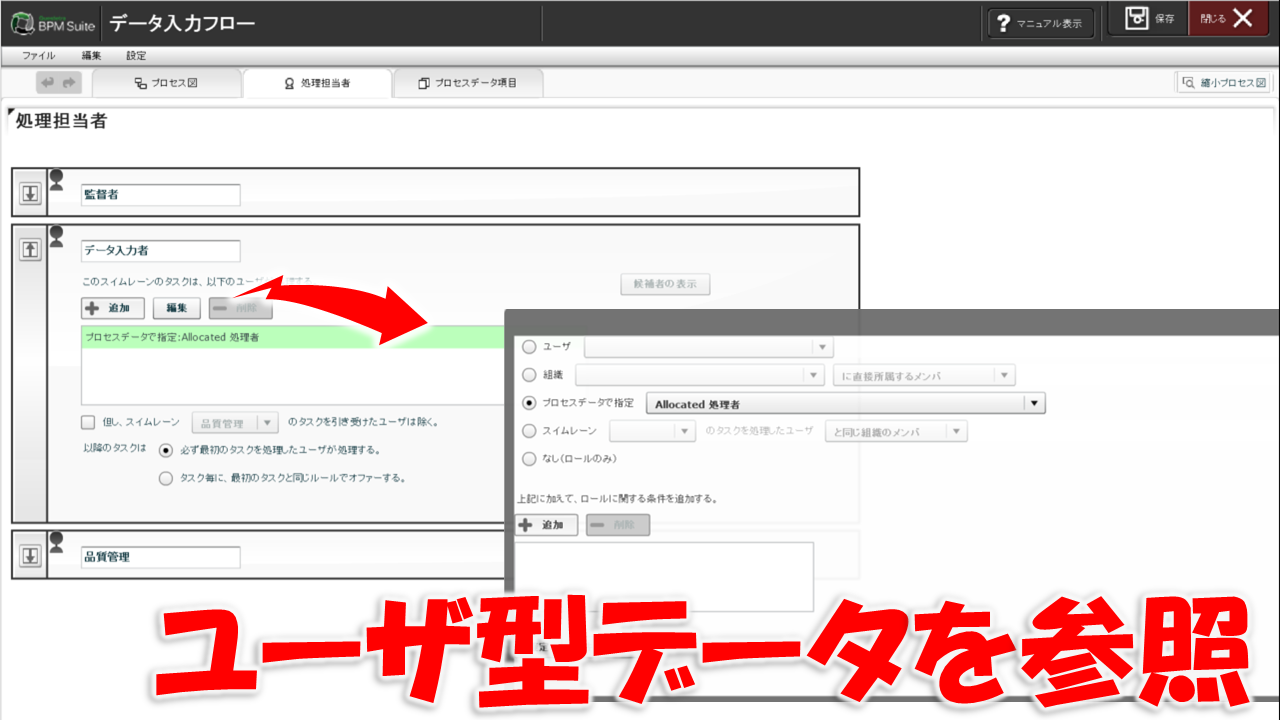 BPM Suite データ入力フロー
? マニュアル表示 保存 閉じる
ファイル 編集 設定
プロセス図 処理担当者 プロセスデータ項目 縮小プロセス図
処理担当者
監督者
データ入力者
このスイムレーンのタスクは、以下のユーザ
候補者の表示
追加 編集 削除
プロセスデータで指定:Allocated 処理者
但し、スイムレーン 品質管理 のタスクを引き受けたユーザは除く。
以降のタスクは 必ず最初のタスクを処理したユーザが処理する。
タスク毎に、最初のタスクと同じルールでオファーする。
品質管理
ユーザ
組織 に直接所属するメンバ
プロセスデータで指定 Allocated 処理者
スイムレーン のタスクを処理したユーザ と同じ組織のメンバ
なし(ロールのみ)
上記に加えて、ロールに関する条件を追加する。
追加 削除
ユーザ型データを参照